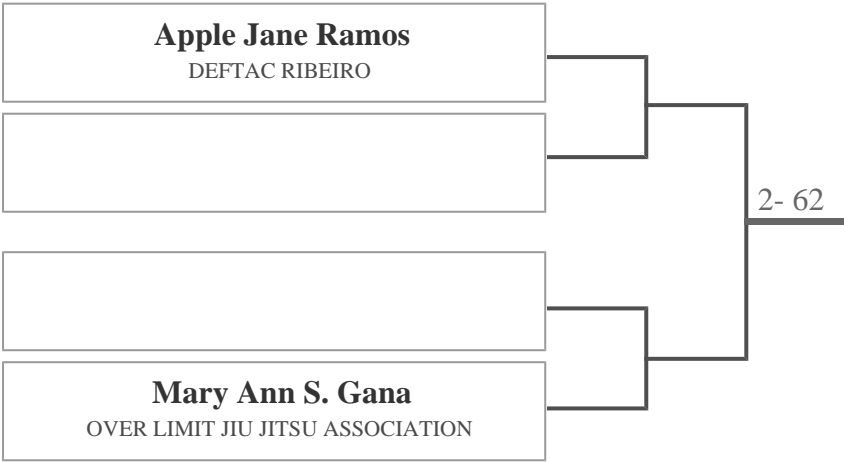 Apple Jane Ramos
DEFTAC RIBEIRO
2- 62
Mary Ann S. Gana
OVER LIMIT JIU JITSU ASSOCIATION